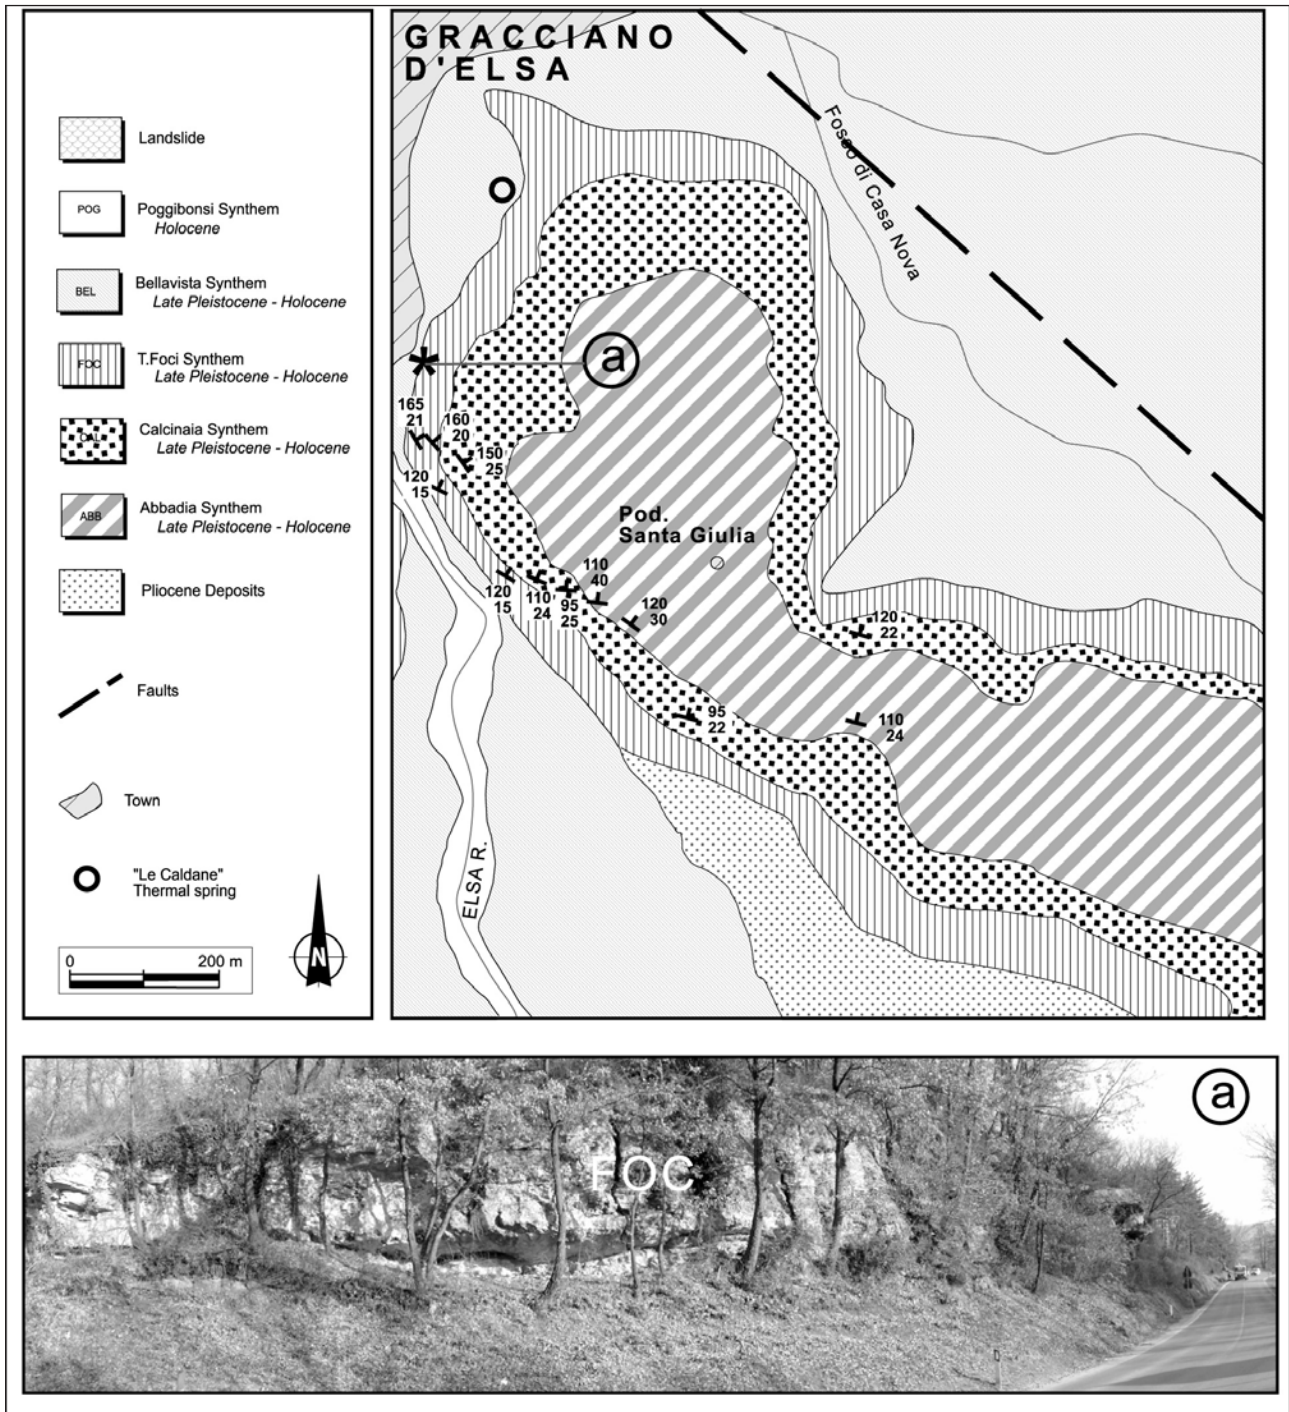 GRACCIANO
D'ELSA
Landslide
POG
Poggibonsi Synthem
Holocene
BEL
Bellavista Synthem
Late Pleistocene - Holocene
FOC
T.Foci Synthem
Late Pleistocene - Holocene
CAL
Calcinaia Synthem
Late Pleistocene - Holocene
ABB
Abbadia Synthem
Late Pleistocene - Holocene
Pliocene Deposits
Faults
Town
"Le Caldane"
Thermal spring
0 200 m
N
Fosso di Casa Nova
a
165
21
160
20
150
25
120
15
Pod.
Santa Giulia
110
40
120
15
110
24
95
25
120
30
120
22
95
22
110
24
ELSA R.
a
FOC